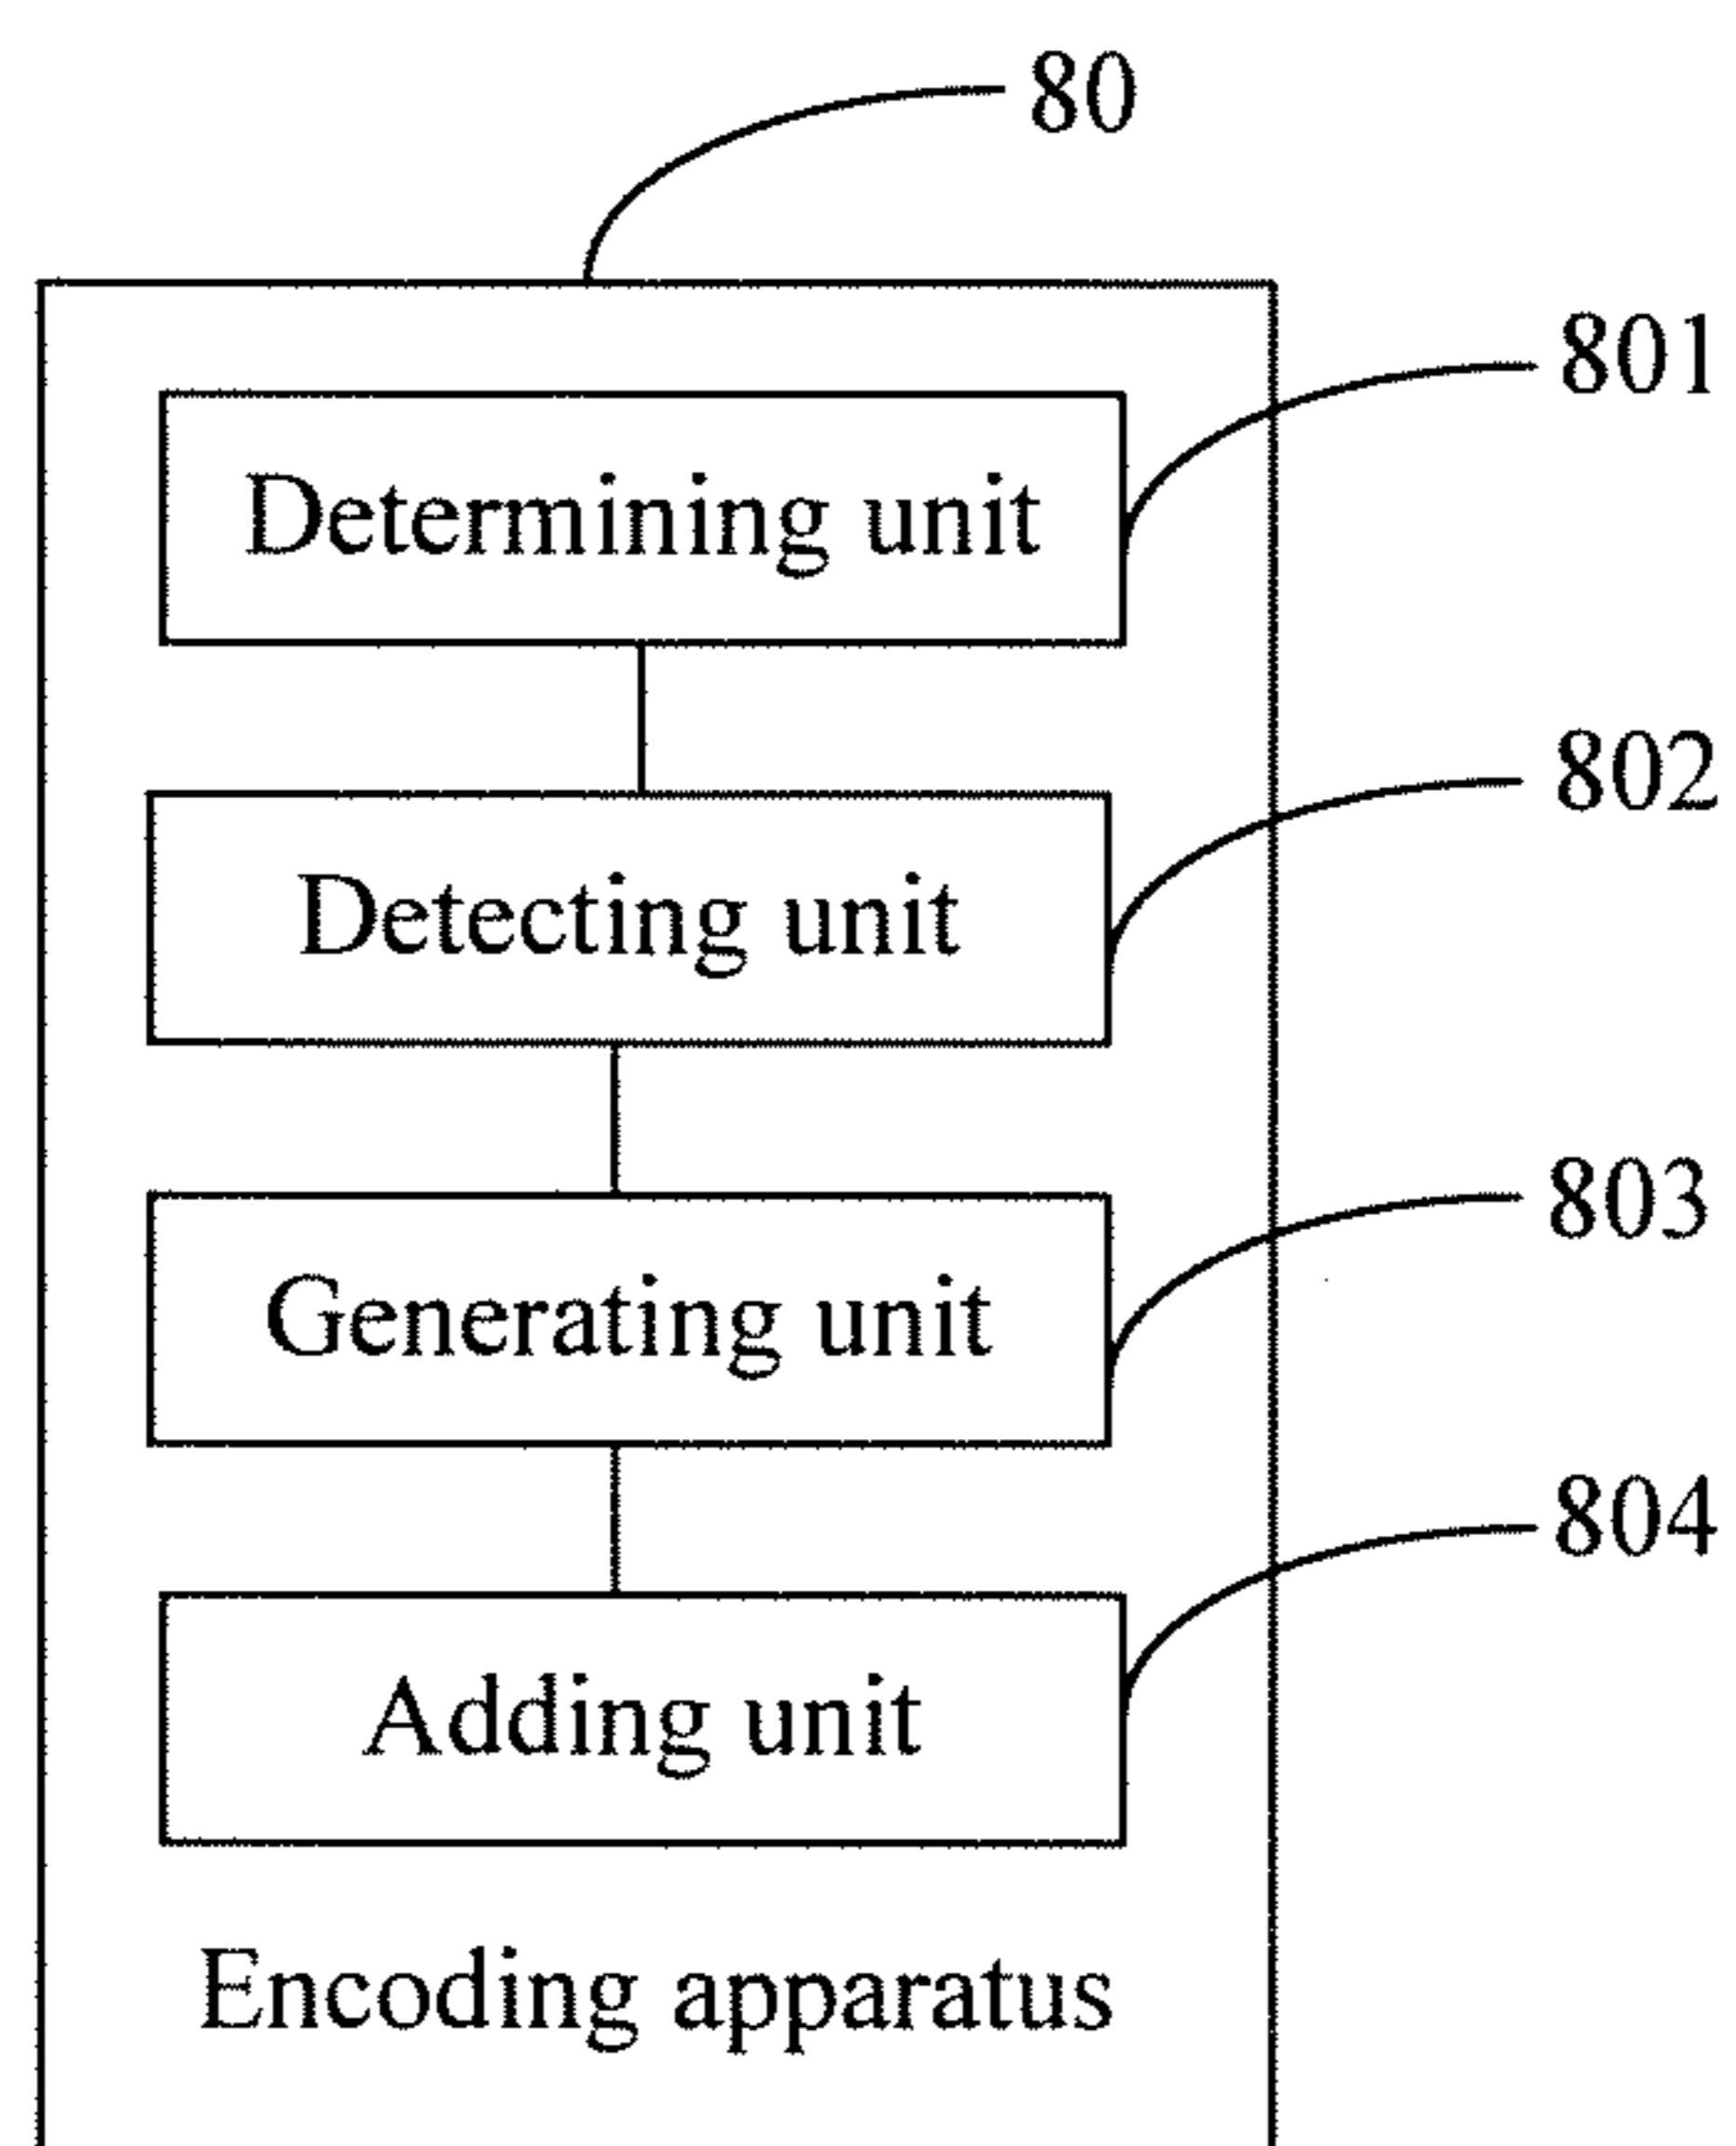 80
801
Determining unit
802
Detecting unit
803
Generating unit
804
Adding unit
Encoding apparatus